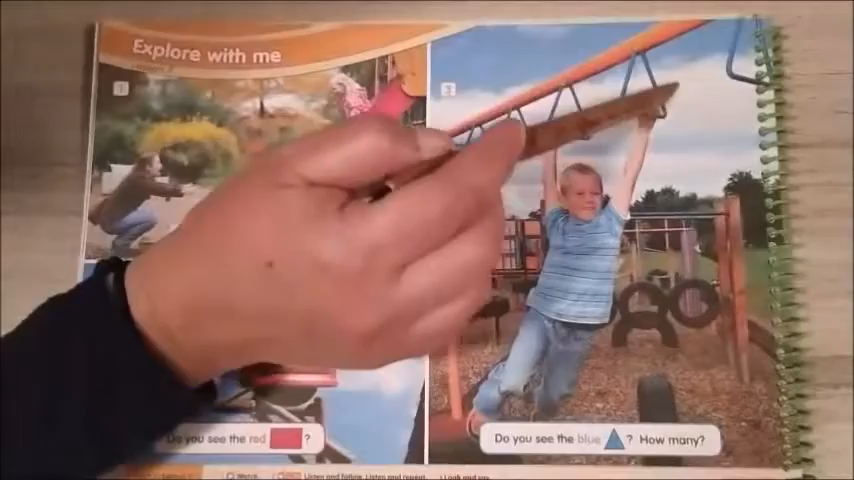 Explore with me
1
3
Do you see the red ?
Do you see the blue ? How many?
Watch. Listen and follow. Listen and repeat. Look and say.